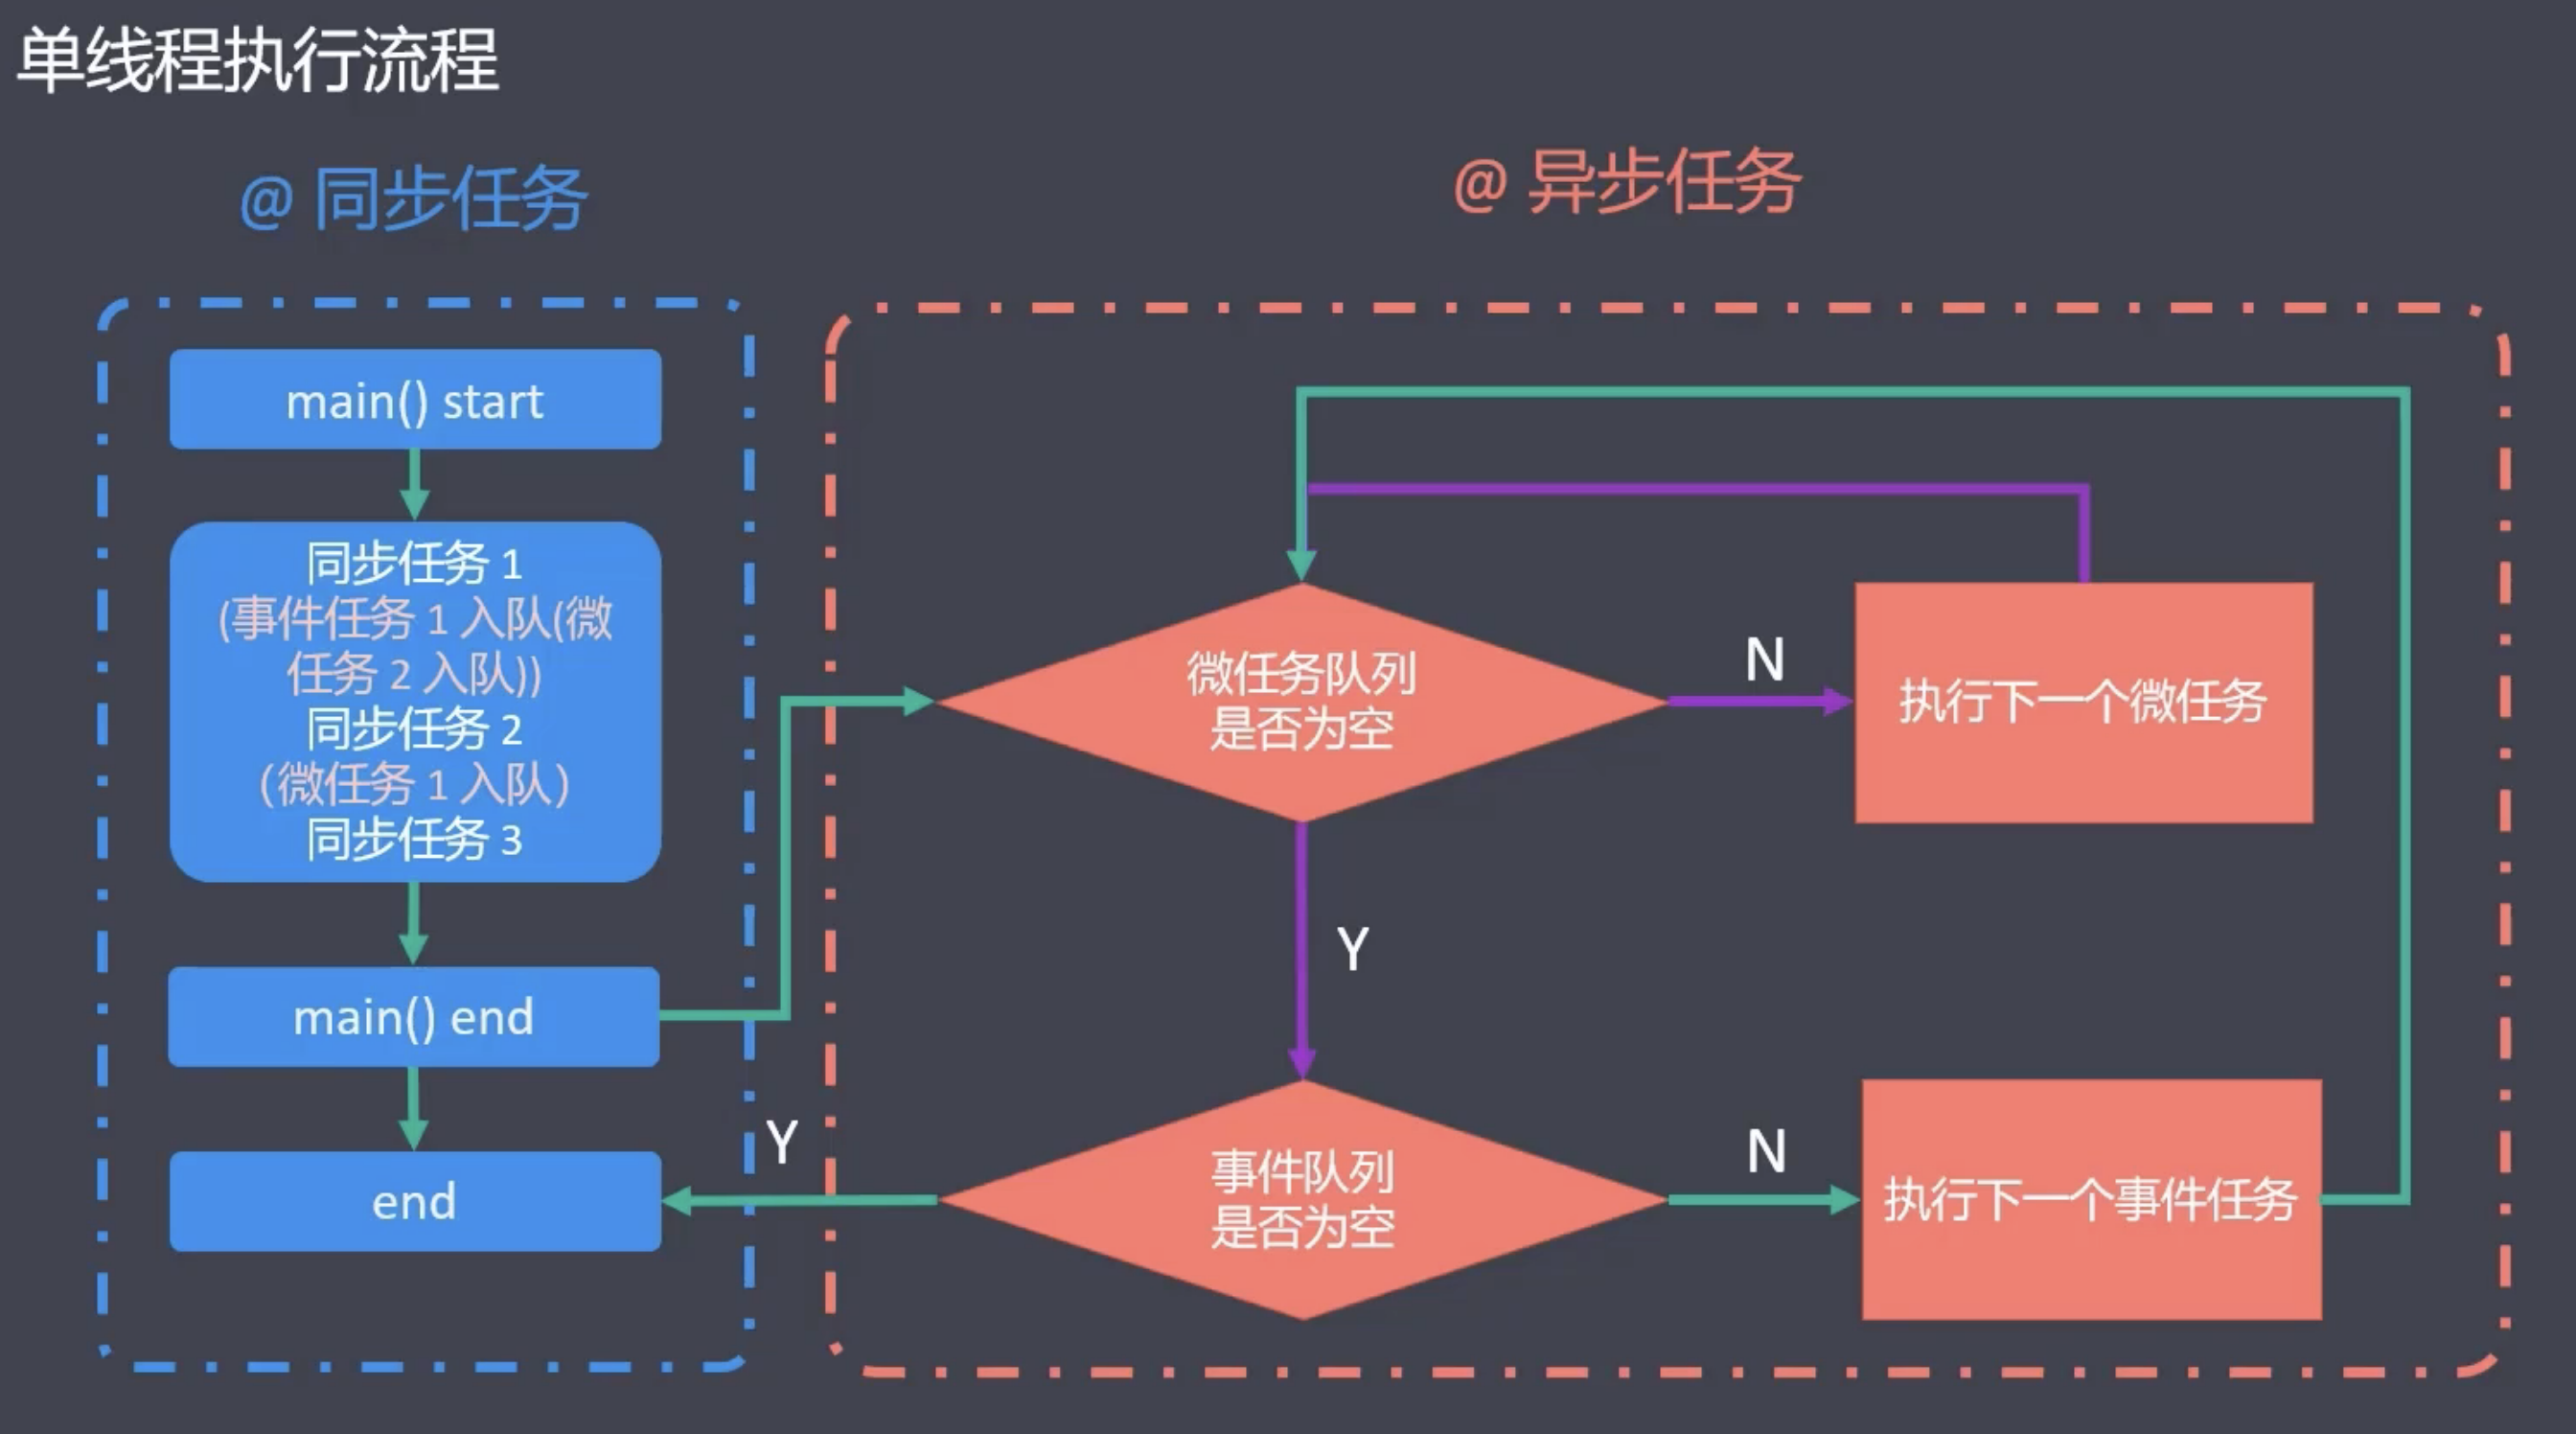 单线程执行流程
@ 同步任务
@ 异步任务
main() start
同步任务 1
(事件任务 1 入队(微
任务 2 入队))
同步任务 2
（微任务 1 入队）
同步任务 3
main() end
end
微任务队列
是否为空
N
执行下一个微任务
Y
事件队列
是否为空
Y
N
执行下一个事件任务